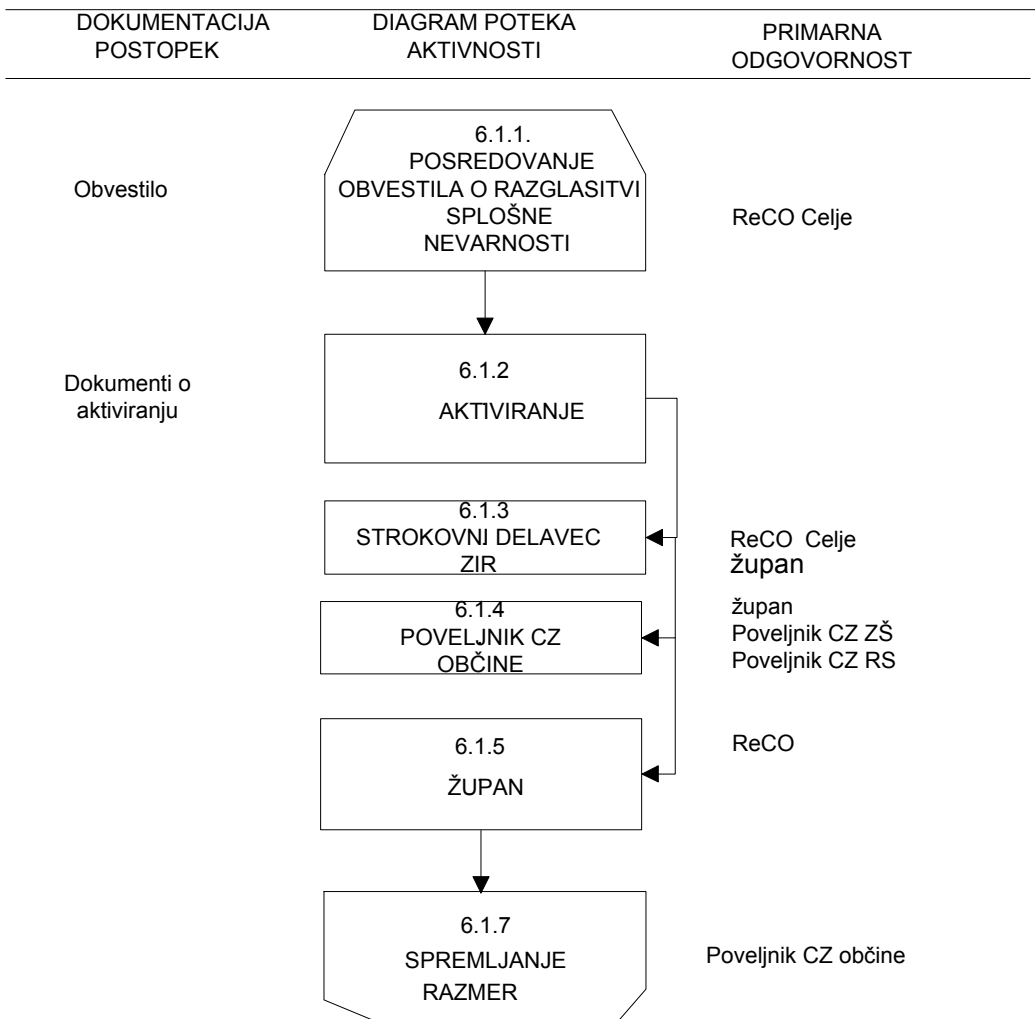 DOKUMENTACIJA
POSTOPEK
DIAGRAM POTEKA
AKTIVNOSTI
PRIMARNA
ODGOVORNOST
Obvestilo
6.1.1.
POSREDOVANJE
OBVESTILA O RAZGLASITVI
SPLOŠNE
NEVARNOSTI
ReCO Celje
Dokumenti o
aktiviranju
6.1.2
AKTIVIRANJE
6.1.3
STROKOVNI DELAVEC
ZIR
ReCO Celje
župan
6.1.4
POVELJNIK CZ
OBČINE
župan
Poveljnik CZ ZŠ
Poveljnik CZ RS
6.1.5
ŽUPAN
ReCO
6.1.7
SPREMLJANJE
RAZMER
Poveljnik CZ občine